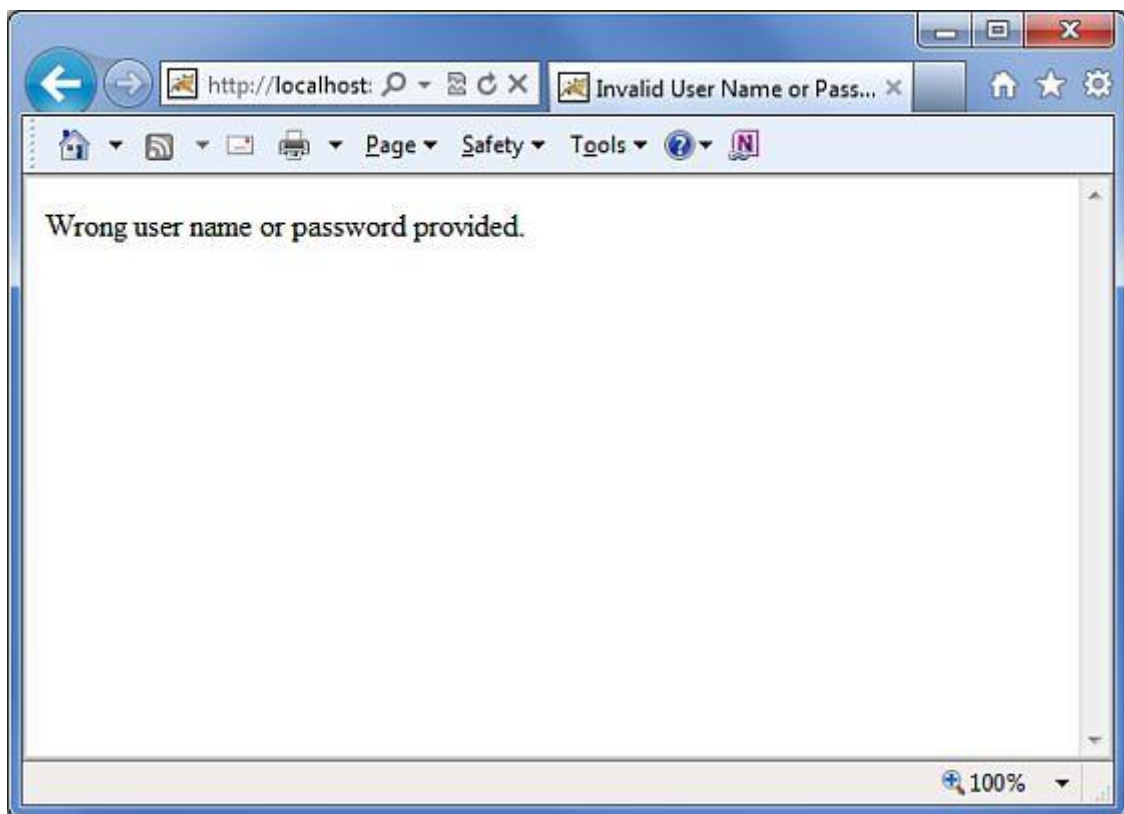 http://localhost:
Invalid User Name or Pass...
Page Safety Tools
N
Wrong user name or password provided.
100%